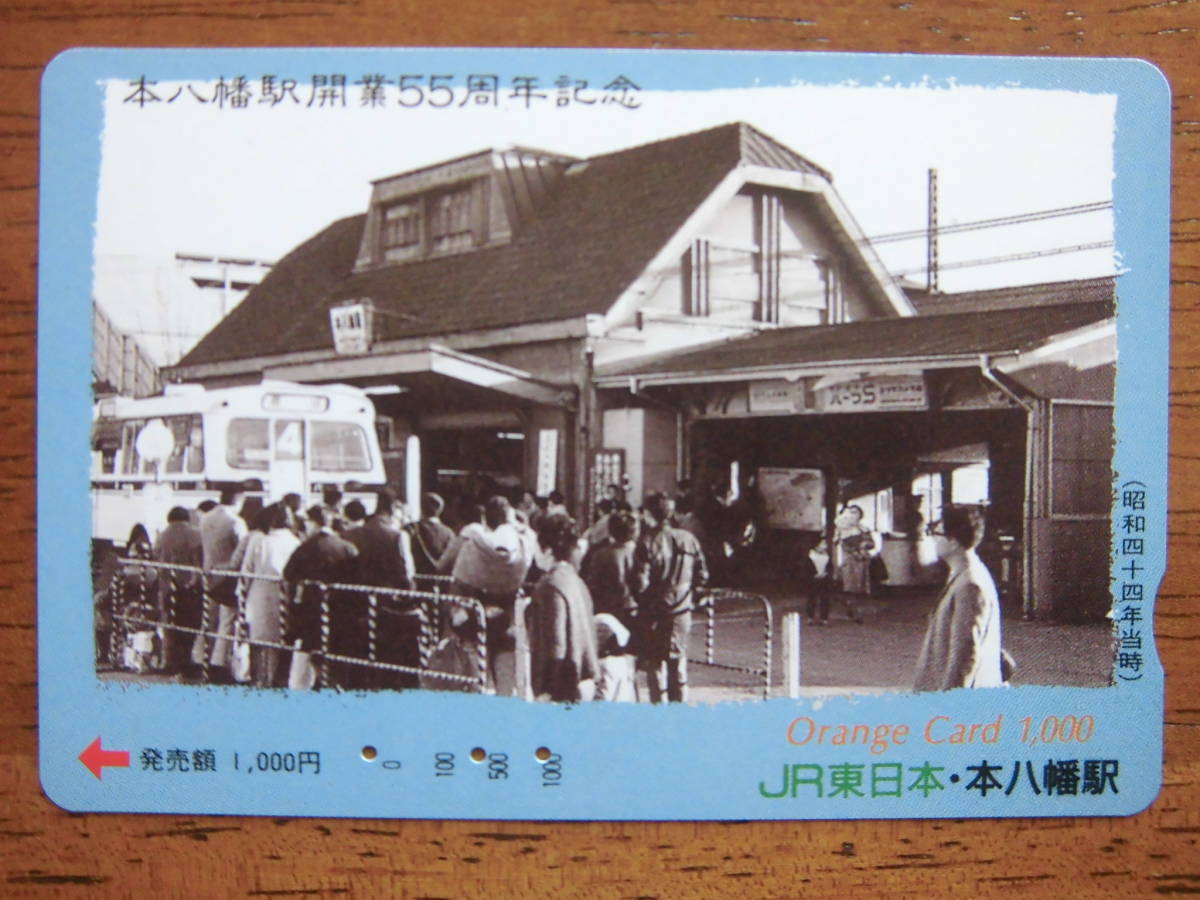 本八幡駅開業55周年記念
(昭和四十四年当時)
Orange Card 1,000
発売額 1,000円
0 100 500 1000
JR東日本・本八幡駅